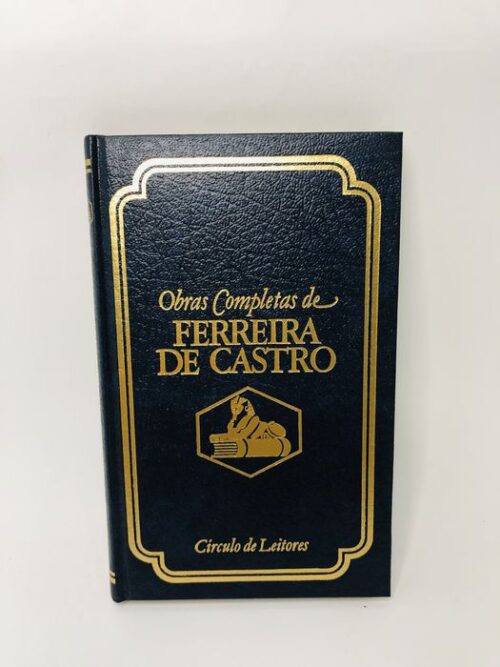 Obras Completas de
FERREIRA
DE CASTRO
Círculo de Leitores